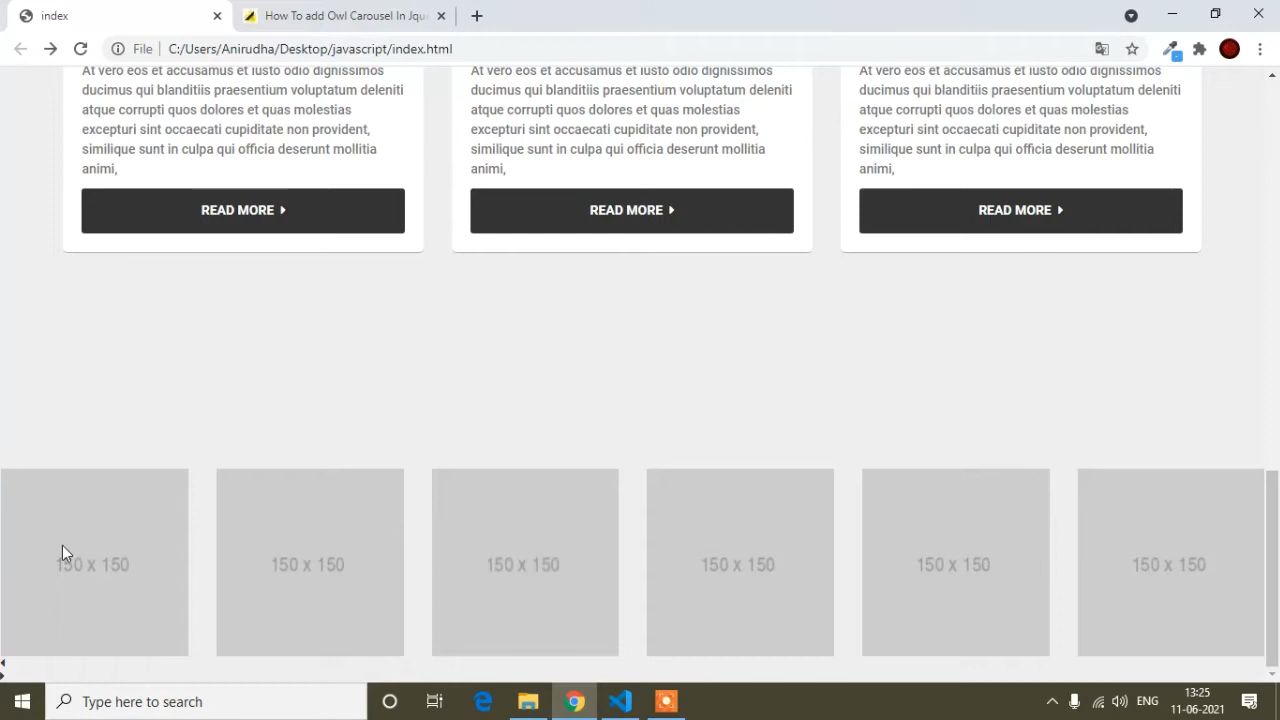 index
How To add Owl Carousel In Jqu
File
C:/Users/Anirudha/Desktop/javascript/index.html
At vero eos et accusamus et iusto odio dignissimos
ducimus qui blanditiis praesentium voluptatum deleniti
atque corrupti quos dolores et quas molestias
excepturi sint occaecati cupiditate non provident,
similique sunt in culpa qui officia deserunt mollitia
animi,
READ MORE
At vero eos et accusamus et iusto odio dignissimos
ducimus qui blanditiis praesentium voluptatum deleniti
atque corrupti quos dolores et quas molestias
excepturi sint occaecati cupiditate non provident,
similique sunt in culpa qui officia deserunt mollitia
animi,
READ MORE
At vero eos et accusamus et iusto odio dignissimos
ducimus qui blanditiis praesentium voluptatum deleniti
atque corrupti quos dolores et quas molestias
excepturi sint occaecati cupiditate non provident,
similique sunt in culpa qui officia deserunt mollitia
animi,
READ MORE
150 x 150
150 x 150
150 x 150
150 x 150
150 x 150
150 x 150
Type here to search
ENG
13:25
11-06-2021